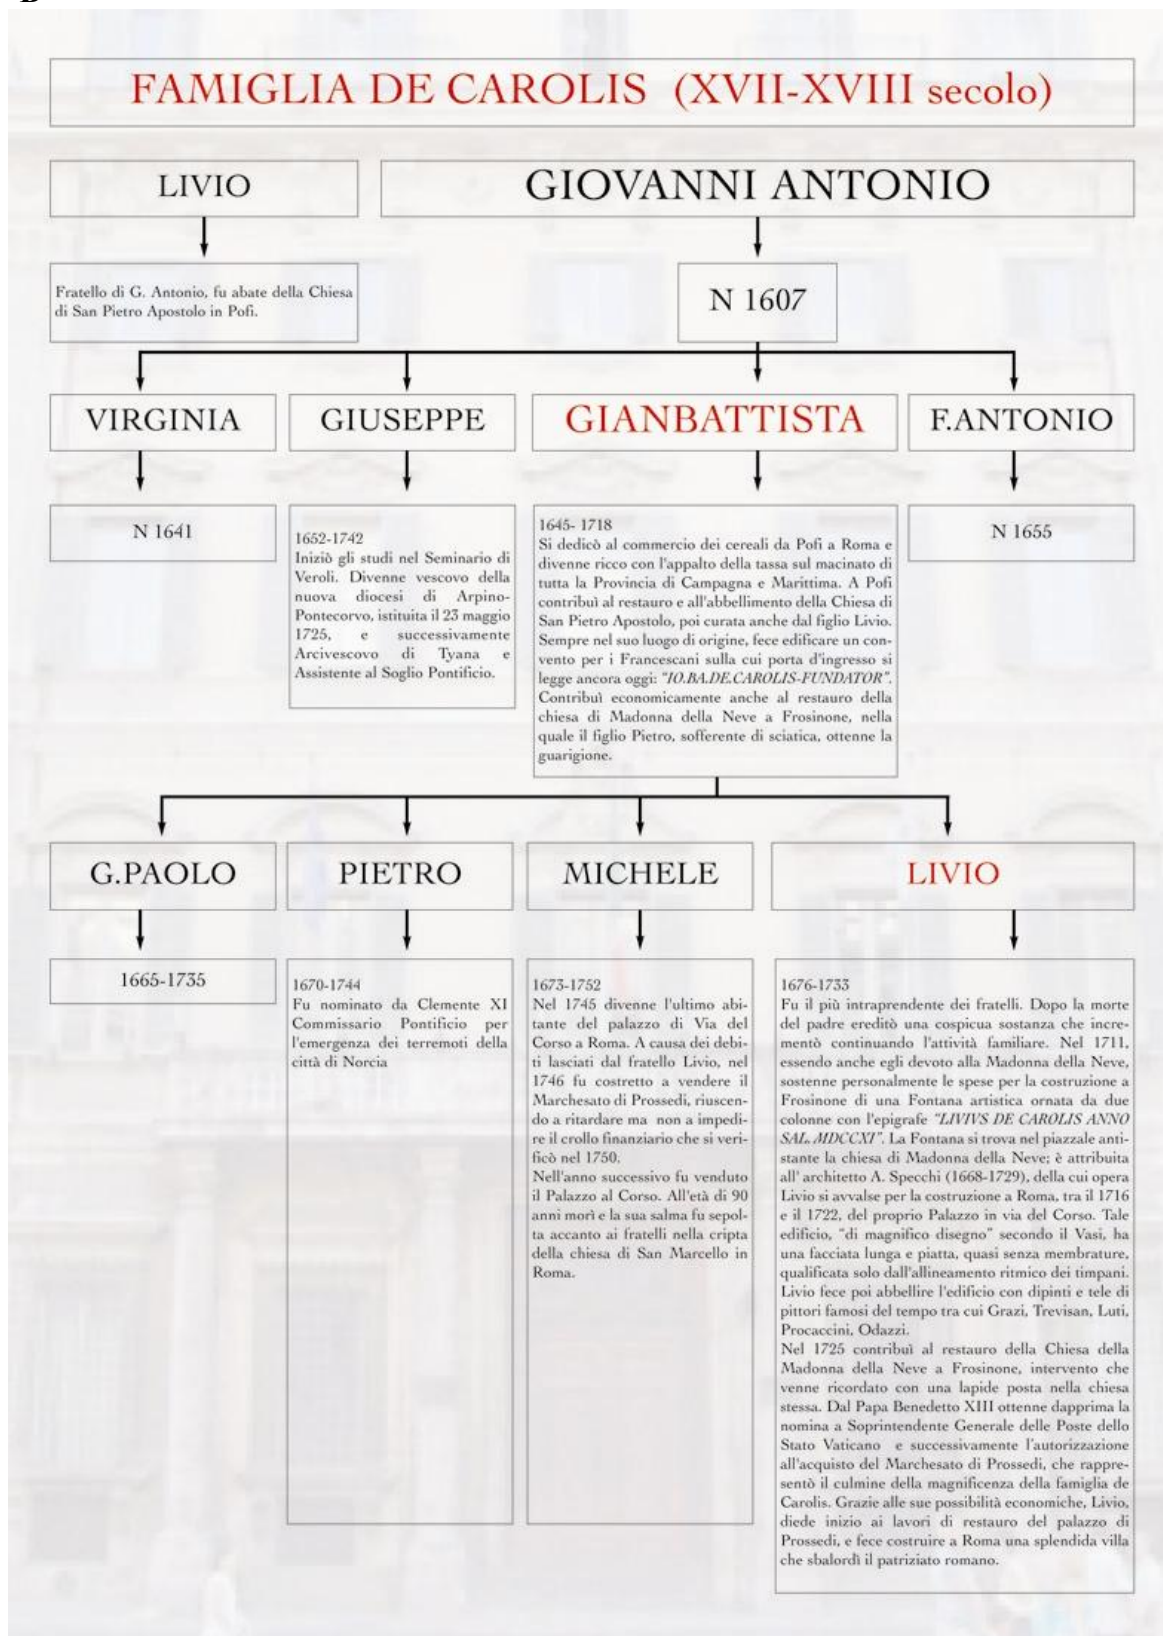 FAMIGLIA DE CAROLIS (XVII-XVIII secolo)
LIVIO
GIOVANNI ANTONIO
Fratello di G. Antonio, fu abate della Chiesa
di San Pietro Apostolo in Pofi.
N 1607
VIRGINIA
GIUSEPPE
GIANBATTISTA
F.ANTONIO
N 1641
1652-1742
Iniziò gli studi nel Seminario di
Veroli. Divenne vescovo della
nuova diocesi di Arpino-
Pontecorvo, istituita il 23 maggio
1725, e successivamente
Arcivescovo di Tyana e
Assistente al Soglio Pontificio.
1645- 1718
Si dedicò al commercio dei cereali da Pofi a Roma e
divenne ricco con l'appalto della tassa sul macinato di
tutta la Provincia di Campagna e Marittima. A Pofi
contribuì al restauro e all'abbellimento della Chiesa di
San Pietro Apostolo, poi curata anche dal figlio Livio.
Sempre nel suo luogo di origine, fece edificare un con-
vento per i Francescani sulla cui porta d'ingresso si
legge ancora oggi: "IO.BA.DE.CAROLIS-FUNDATOR".
Contribuì economicamente anche al restauro della
chiesa di Madonna della Neve a Frosinone, nella
quale il figlio Pietro, sofferente di sciatica, ottenne la
guarigione.
N 1655
G.PAOLO
PIETRO
MICHELE
LIVIO
1665-1735
1670-1744
Fu nominato da Clemente XI
Commissario Pontificio per
l'emergenza dei terremoti della
città di Norcia
1673-1752
Nel 1745 divenne l'ultimo abi-
tante del palazzo di Via del
Corso a Roma. A causa dei debi-
ti lasciati dal fratello Livio, nel
1746 fu costretto a vendere il
Marchesato di Prossedi, riuscen-
do a ritardare ma non a impedi-
re il crollo finanziario che si veri-
ficò nel 1750.
Nell'anno successivo fu venduto
il Palazzo al Corso. All'età di 90
anni morì e la sua salma fu sepol-
ta accanto ai fratelli nella cripta
della chiesa di San Marcello in
Roma.
1676-1733
Fu il più intraprendente dei fratelli. Dopo la morte
del padre ereditò una cospicua sostanza che incre-
mentò continuando l'attività familiare. Nel 1711,
essendo anche egli devoto alla Madonna della Neve,
sostenne personalmente le spese per la costruzione a
Frosinone di una Fontana artistica ornata da due
colonne con l'epigrafe "LIVIVS DE CAROLIS ANNO
SAL. MDCCXI". La Fontana si trova nel piazzale anti-
stante la chiesa di Madonna della Neve; è attribuita
all' architetto A. Specchi (1668-1729), della cui opera
Livio si avvalse per la costruzione a Roma, tra il 1716
e il 1722, del proprio Palazzo in via del Corso. Tale
edificio, "di magnifico disegno" secondo il Vasi, ha
una facciata lunga e piatta, quasi senza membrature,
qualificata solo dall'allineamento ritmico dei timpani.
Livio fece poi abbellire l'edificio con dipinti e tele di
pittori famosi del tempo tra cui Grazi, Trevisan, Luti,
Procaccini, Odazzi.
Nel 1725 contribuì al restauro della Chiesa della
Madonna della Neve a Frosinone, intervento che
venne ricordato con una lapide posta nella chiesa
stessa. Dal Papa Benedetto XIII ottenne dapprima la
nomina a Soprintendente Generale delle Poste dello
Stato Vaticano e successivamente l'autorizzazione
all'acquisto del Marchesato di Prossedi, che rappre-
sentò il culmine della magnificenza della famiglia de
Carolis. Grazie alle sue possibilità economiche, Livio,
diede inizio ai lavori di restauro del palazzo di
Prossedi, e fece costruire a Roma una splendida villa
che sbalordì il patriziato romano.